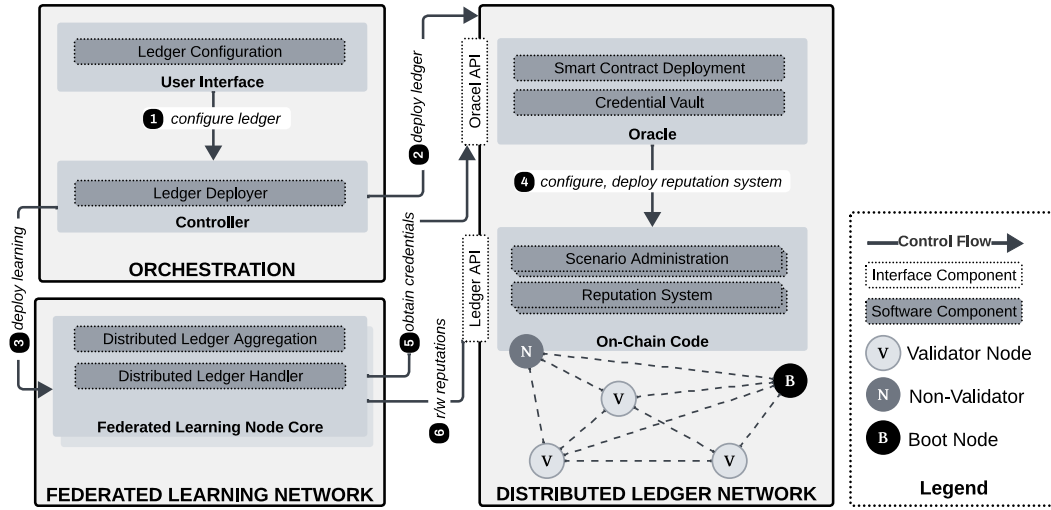 Ledger Configuration
User Interface
1 configure ledger
Ledger Deployer
Controller
ORCHESTRATION
2 deploy ledger
3 deploy learning
Distributed Ledger Aggregation
Distributed Ledger Handler
Federated Learning Node Core
FEDERATED LEARNING NETWORK
5 obtain credentials
6 r/w reputations
Oracel API
Ledger API
Smart Contract Deployment
Credential Vault
Oracle
4 configure, deploy reputation system
Scenario Administration
Reputation System
On-Chain Code
N
B
V
V
V
DISTRIBUTED LEDGER NETWORK
Control Flow
Interface Component
Software Component
V Validator Node
N Non-Validator
B Boot Node
Legend